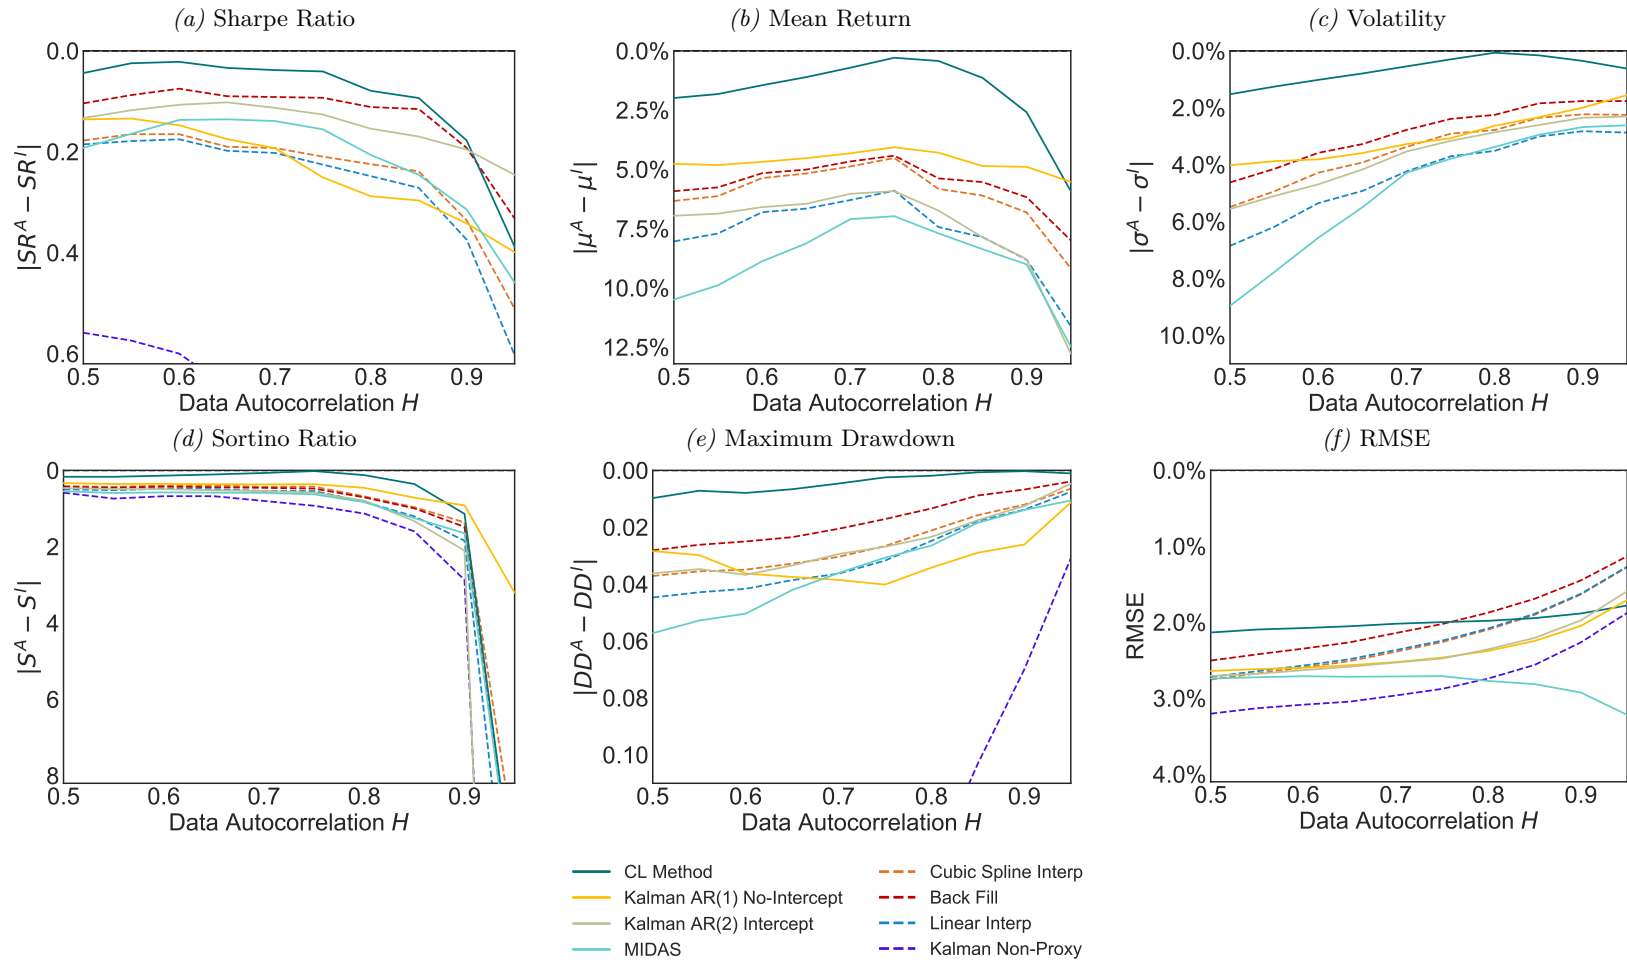 (a) Sharpe Ratio
0.0
0.2
0.4
0.6
|SR^A − SR^I|
0.5 0.6 0.7 0.8 0.9
Data Autocorrelation H
(b) Mean Return
0.0%
2.5%
5.0%
7.5%
10.0%
12.5%
|μ^A − μ^I|
0.5 0.6 0.7 0.8 0.9
Data Autocorrelation H
(c) Volatility
0.0%
2.0%
4.0%
6.0%
8.0%
10.0%
|σ^A − σ^I|
0.5 0.6 0.7 0.8 0.9
Data Autocorrelation H
(d) Sortino Ratio
0
2
4
6
8
|S^A − S^I|
0.5 0.6 0.7 0.8 0.9
Data Autocorrelation H
(e) Maximum Drawdown
0.00
0.02
0.04
0.06
0.08
0.10
|DD^A − DD^I|
0.5 0.6 0.7 0.8 0.9
Data Autocorrelation H
(f) RMSE
0.0%
1.0%
2.0%
3.0%
4.0%
RMSE
0.5 0.6 0.7 0.8 0.9
Data Autocorrelation H
CL Method
Kalman AR(1) No-Intercept
Kalman AR(2) Intercept
MIDAS
Cubic Spline Interp
Back Fill
Linear Interp
Kalman Non-Proxy